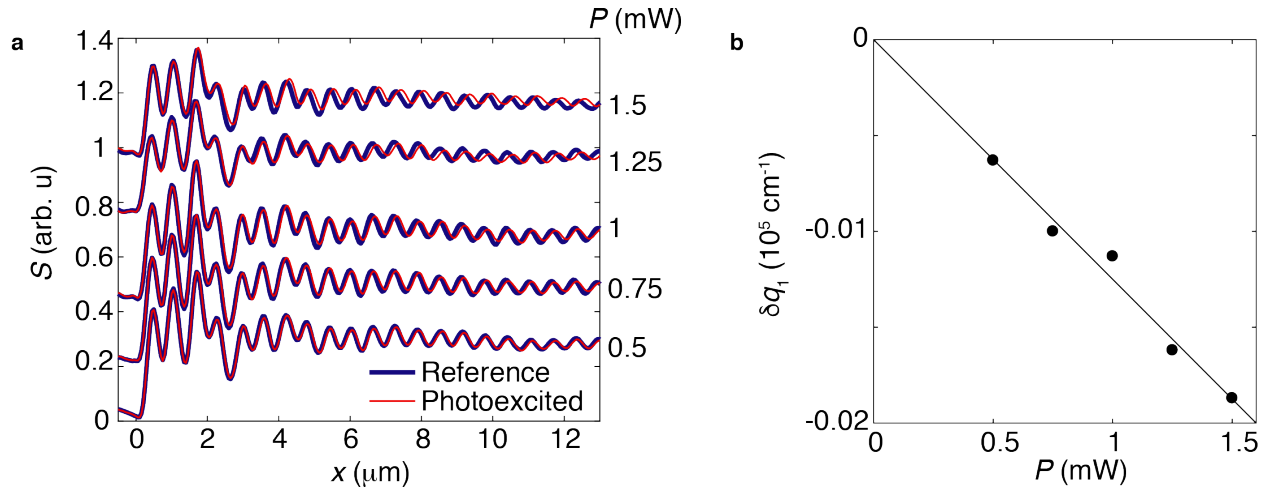 P (mW)
a
1.4
1.2
1
0.8
0.6
0.4
0.2
0
S (arb. u)
1.5
1.25
1
0.75
0.5
Reference
Photoexcited
0 2 4 6 8 10 12
x (μm)
b
0
-0.01
-0.02
δq₁ (10⁵ cm⁻¹)
0 0.5 1 1.5
P (mW)